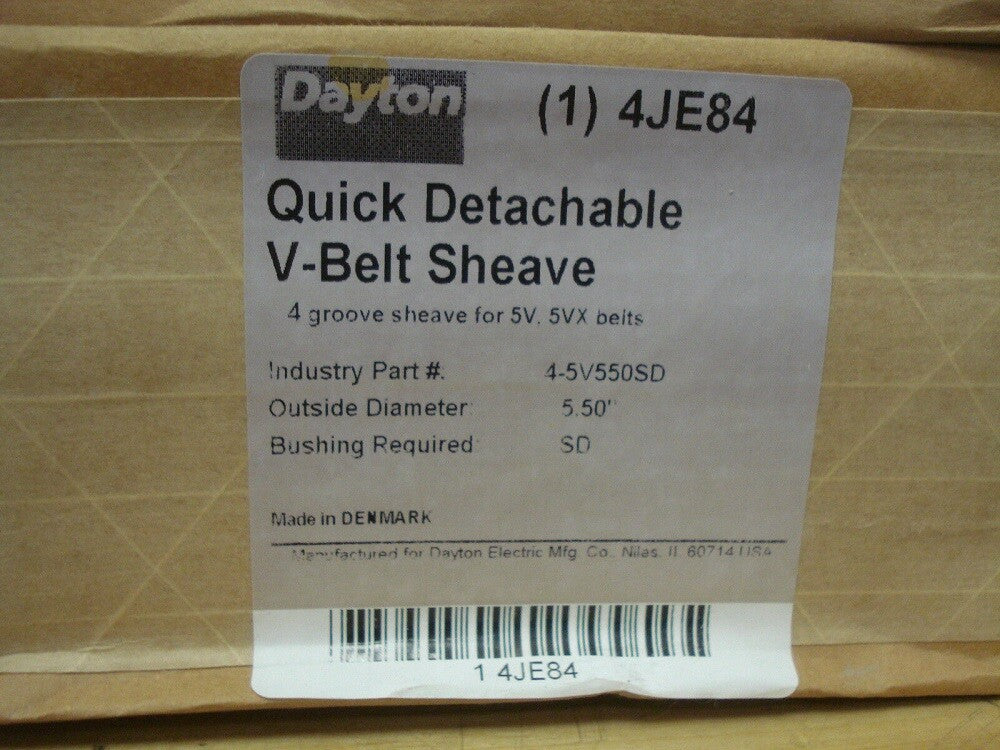 Dayton
(1) 4JE84
Quick Detachable
V-Belt Sheave
4 groove sheave for 5V, 5VX belts
Industry Part #: 4-5V550SD
Outside Diameter: 5.50"
Bushing Required: SD
Made in DENMARK
Manufactured for Dayton Electric Mfg. Co., Niles, IL 60714 USA
1 4JE84